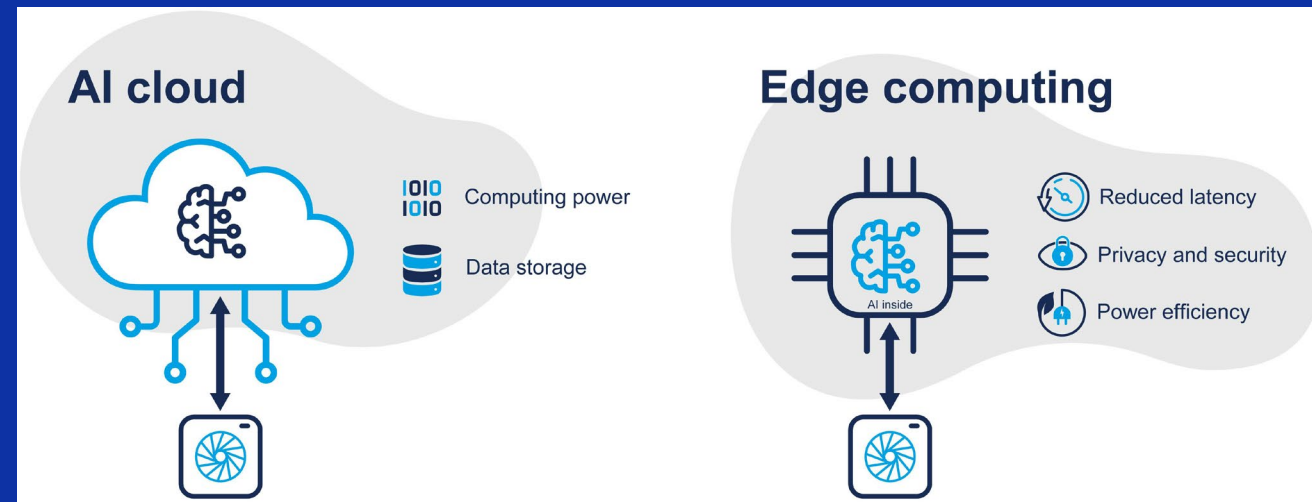 AI cloud
1010
1010
Computing power
Data storage
Edge computing
AI inside
Reduced latency
Privacy and security
Power efficiency